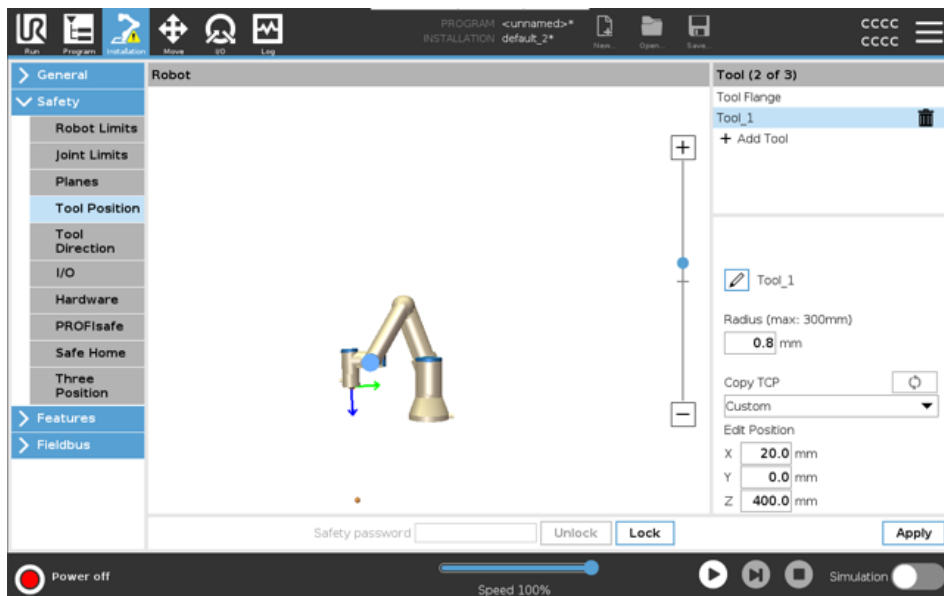 PROGRAM <unnamed>*
INSTALLATION default_2*
UR
Run Program Installation Move I/O Log
New... Open... Save...
CCCC
CCCC
General
Safety
Robot Limits
Joint Limits
Planes
Tool Position
Tool
Direction
I/O
Hardware
PROFIsafe
Safe Home
Three
Position
Features
Fieldbus
Robot
Tool (2 of 3)
Tool Flange
Tool_1
+ Add Tool
Tool_1
Radius (max: 300mm)
0.8 mm
Copy TCP
Custom
Edit Position
X 20.0 mm
Y 0.0 mm
Z 400.0 mm
Safety password Unlock Lock
Apply
Power off
Speed 100%
Simulation